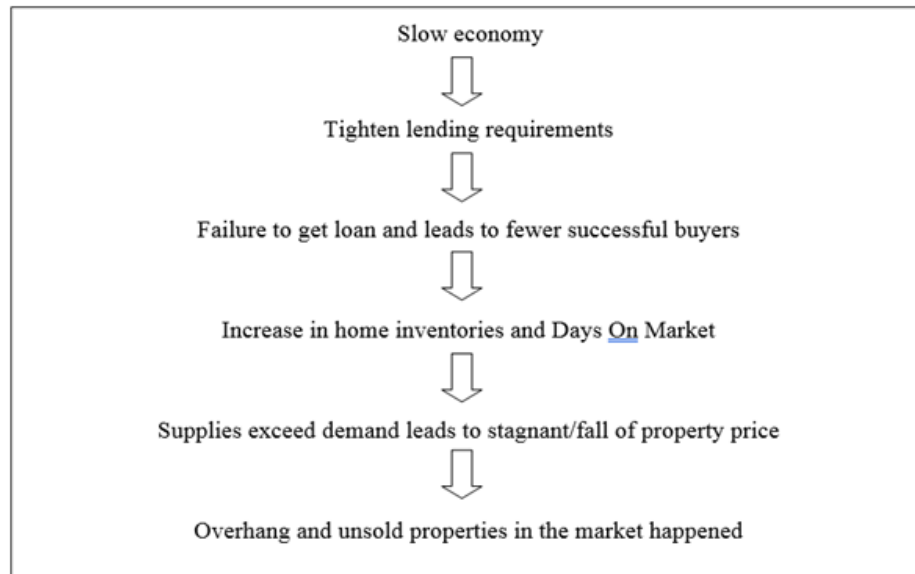 Slow economy
Tighten lending requirements
Failure to get loan and leads to fewer successful buyers
Increase in home inventories and Days On Market
Supplies exceed demand leads to stagnant/fall of property price
Overhang and unsold properties in the market happened